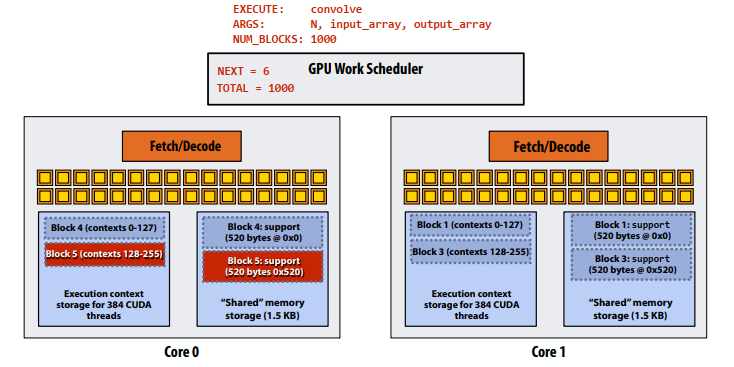 EXECUTE: convolve
ARGS: N, input_array, output_array
NUM_BLOCKS: 1000
NEXT = 6
GPU Work Scheduler
TOTAL = 1000
Fetch/Decode
Block 4 (contexts 0-127)
Block 5 (contexts 128-255)
Execution context
storage for 384 CUDA
threads
Block 4: support
(520 bytes @ 0x0)
Block 5: support
(520 bytes 0x520)
“Shared” memory
storage (1.5 KB)
Core 0
Fetch/Decode
Block 1 (contexts 0-127)
Block 3 (contexts 128-255)
Execution context
storage for 384 CUDA
threads
Block 1: support
(520 bytes @ 0x0)
Block 3: support
(520 bytes @ 0x520)
“Shared” memory
storage (1.5 KB)
Core 1